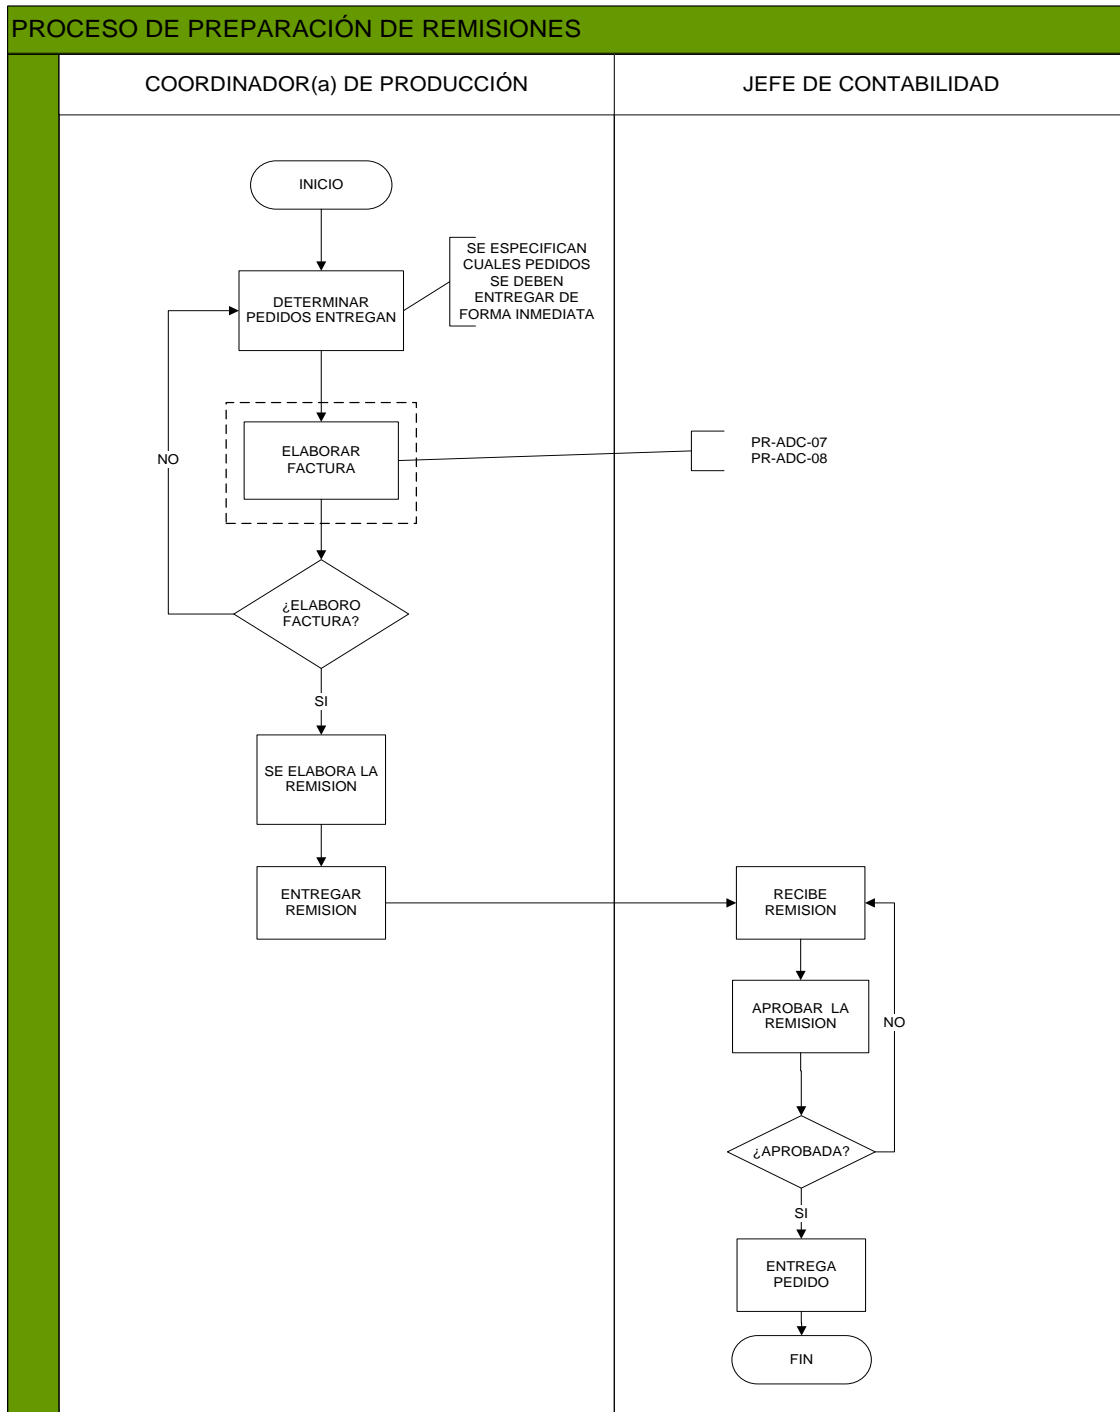 PROCESO DE PREPARACIÓN DE REMISIONES
COORDINADOR(a) DE PRODUCCIÓN
JEFE DE CONTABILIDAD
INICIO
SE ESPECIFICAN
CUALES PEDIDOS
SE DEBEN
ENTREGAR DE
FORMA INMEDIATA
DETERMINAR
PEDIDOS ENTREGAN
ELABORAR
FACTURA
PR-ADC-07
PR-ADC-08
NO
¿ELABORO
FACTURA?
SI
SE ELABORA LA
REMISION
ENTREGAR
REMISION
RECIBE
REMISION
APROBAR LA
REMISION
NO
¿APROBADA?
SI
ENTREGA
PEDIDO
FIN